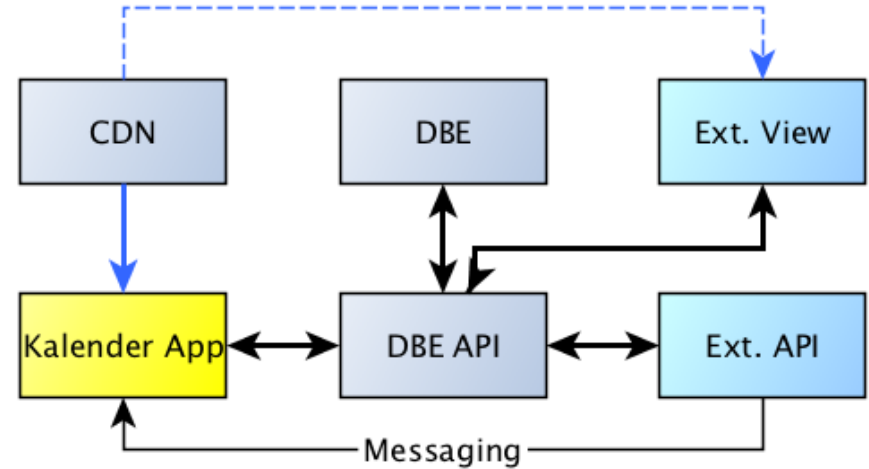 CDN
DBE
Ext. View
Kalender App
DBE API
Ext. API
Messaging